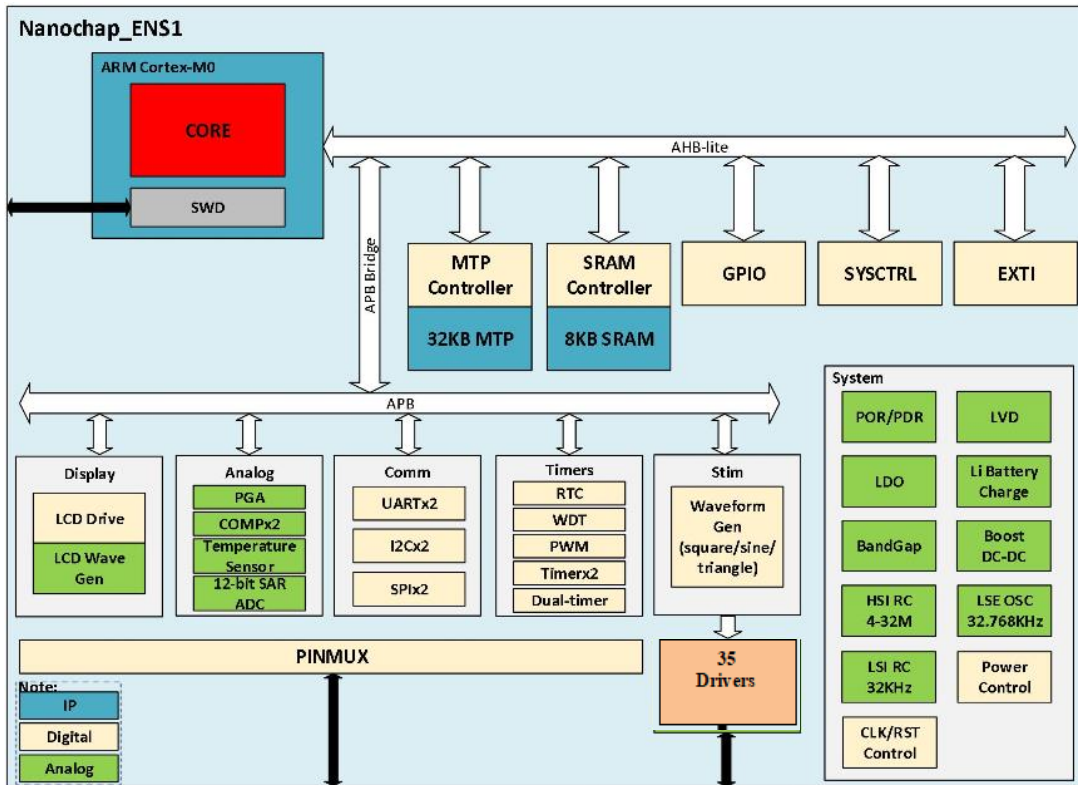 Nanochap_ENS1
ARM Cortex-M0
CORE
SWD
AHB-lite
APB Bridge
MTP
Controller
32KB MTP
SRAM
Controller
8KB SRAM
GPIO
SYSCTRL
EXTI
APB
Display
LCD Drive
LCD Wave
Gen
Analog
PGA
COMPx2
Temperature
Sensor
12-bit SAR
ADC
Comm
UARTx2
I2Cx2
SPIx2
Timers
RTC
WDT
PWM
Timerx2
Dual-timer
Stim
Waveform
Gen
(square/sine/
triangle)
35
Drivers
PINMUX
Note:
IP
Digital
Analog
System
POR/PDR
LVD
LDO
Li Battery
Charge
BandGap
Boost
DC-DC
HSI RC
4-32M
LSE OSC
32.768KHz
LSI RC
32KHz
Power
Control
CLK/RST
Control